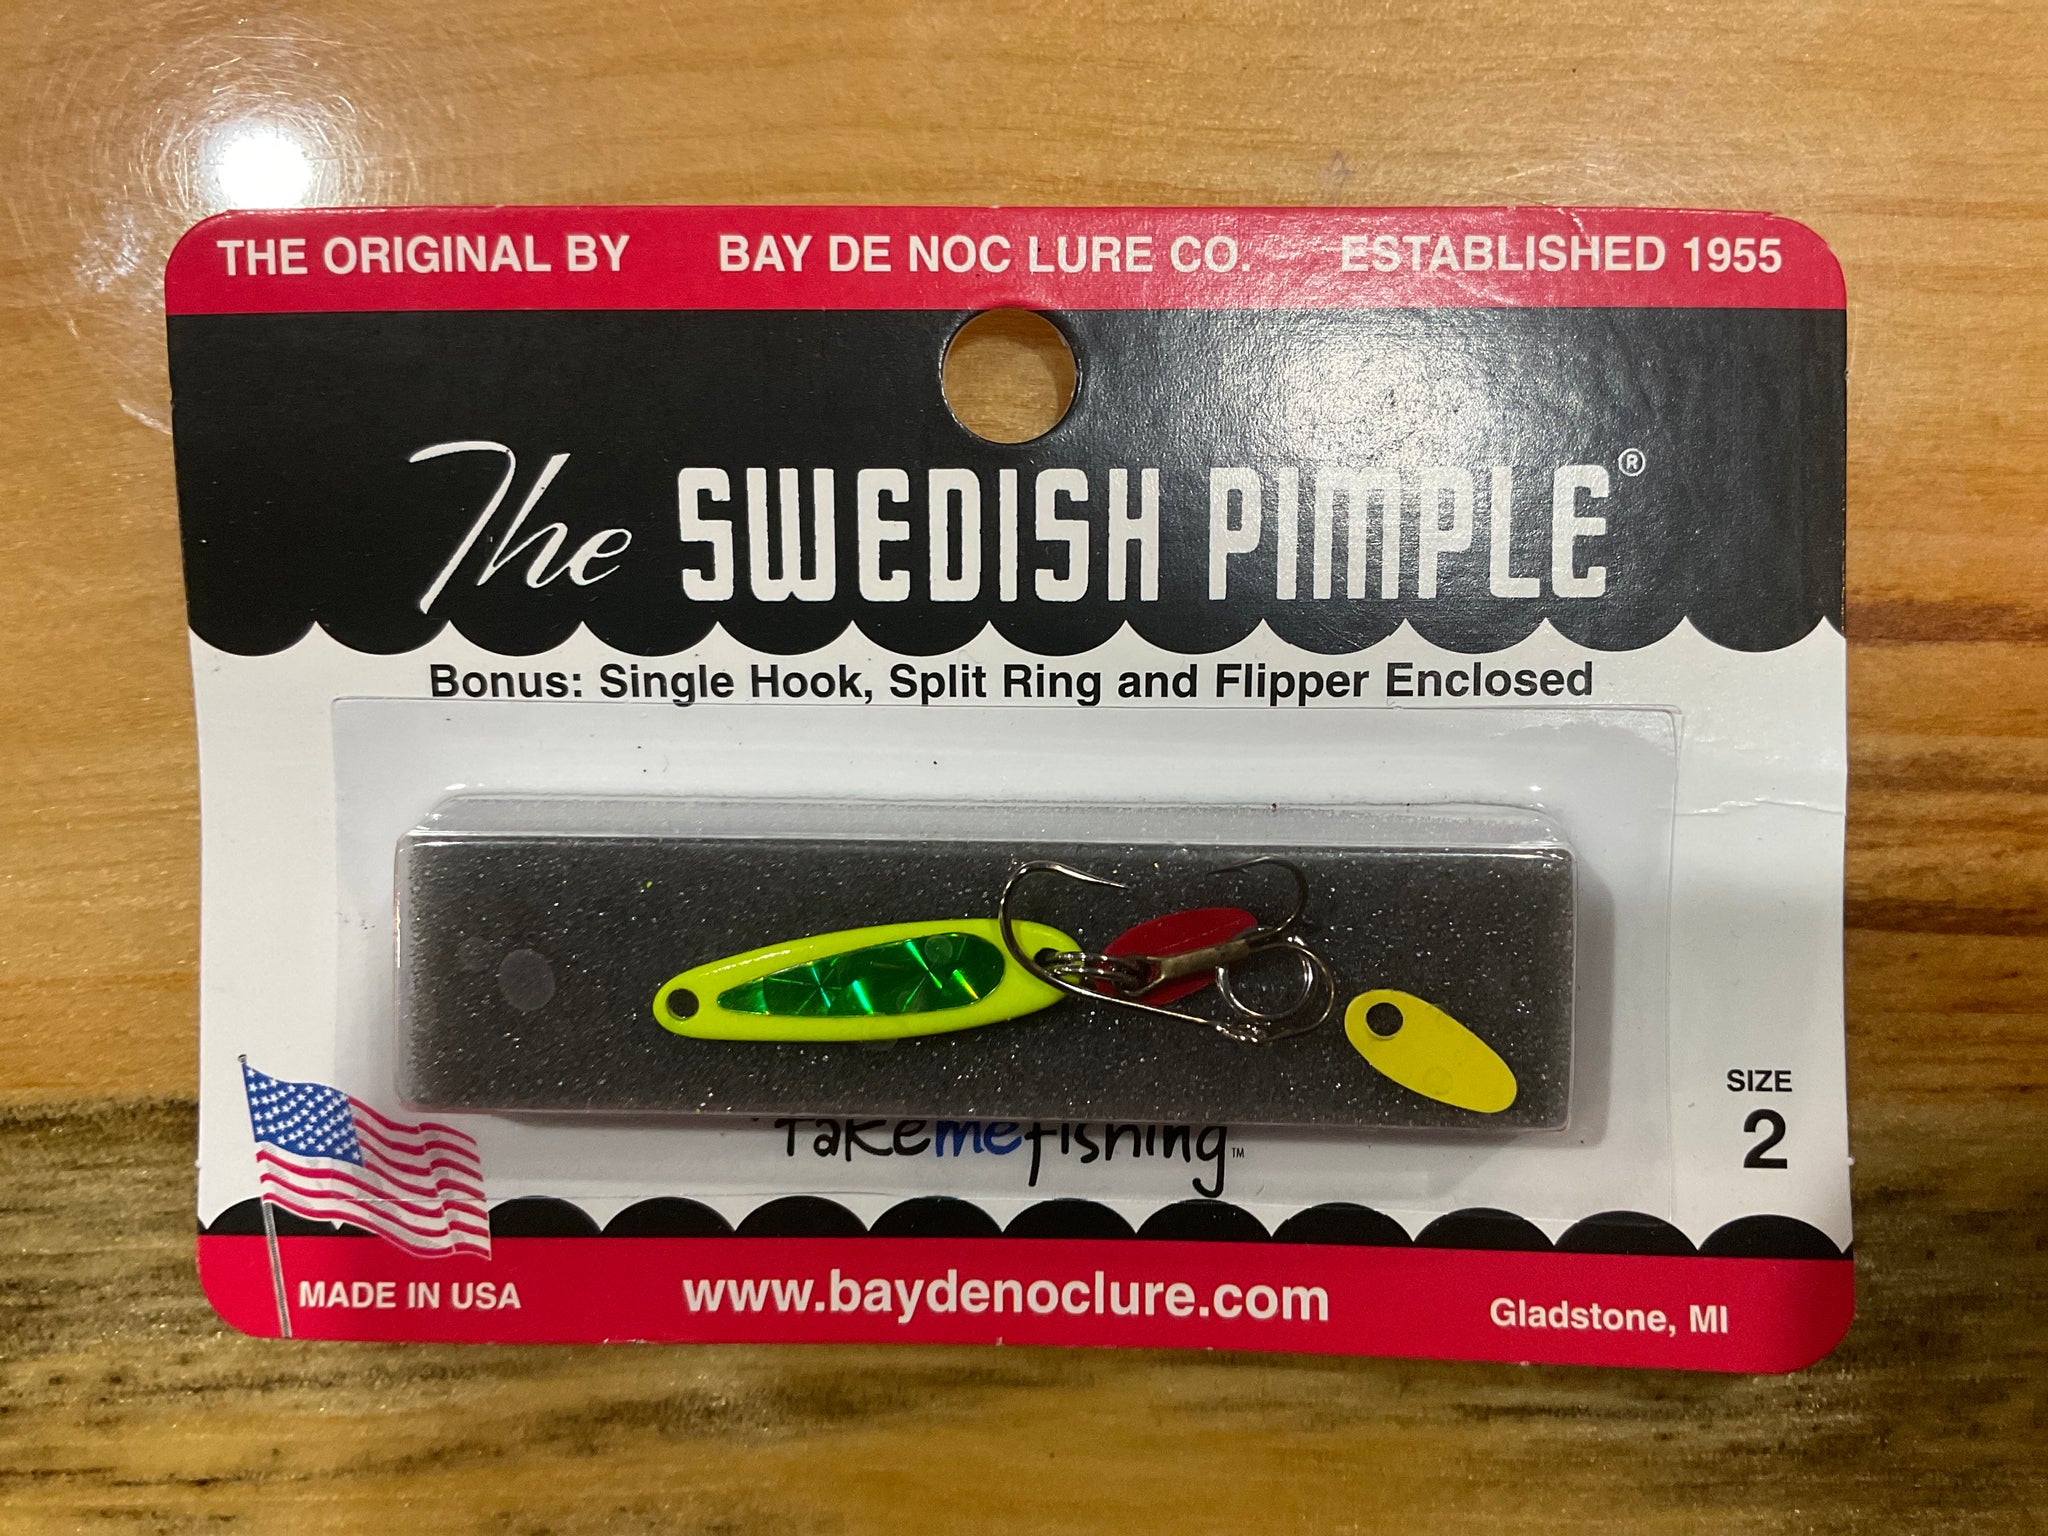 THE ORIGINAL BY BAY DE NOC LURE CO. ESTABLISHED 1955
The SWEDISH PIMPLE®
Bonus: Single Hook, Split Ring and Flipper Enclosed
takemefishing™
SIZE
2
MADE IN USA
www.baydenoclure.com
Gladstone, MI